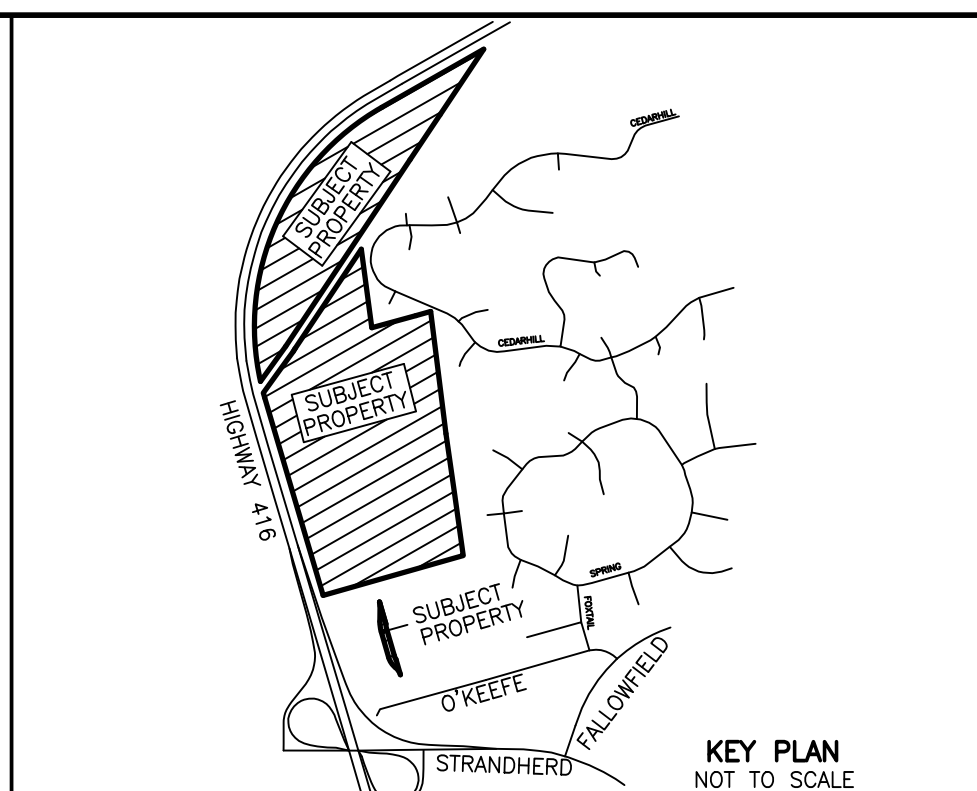 CEDARHILL
SUBJECT
PROPERTY
CEDARHILL
SUBJECT
PROPERTY
HIGHWAY 416
SPRING
FOXTAIL
SUBJECT
PROPERTY
O'KEEFE
FALLOWFIELD
STRANDHERD
KEY PLAN
NOT TO SCALE